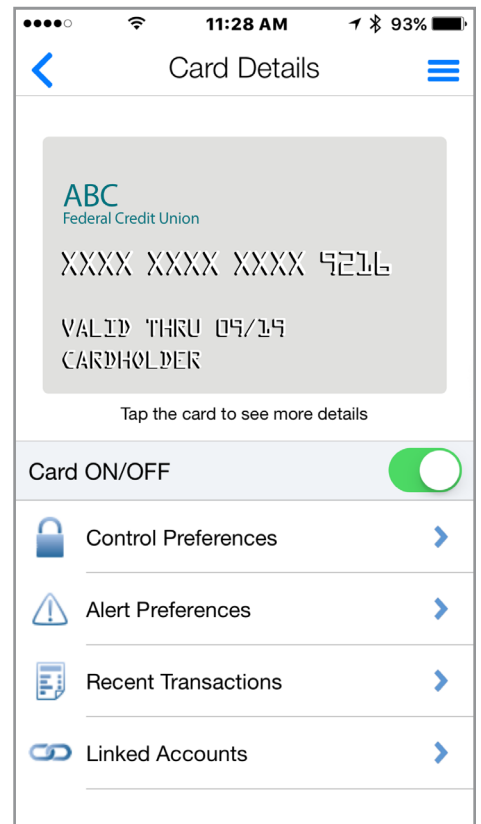 11:28 AM
93%
Card Details
ABC
Federal Credit Union
XXXX XXXX XXXX 9216
VALID THRU 09/19
CARDHOLDER
Tap the card to see more details
Card ON/OFF
Control Preferences
Alert Preferences
Recent Transactions
Linked Accounts